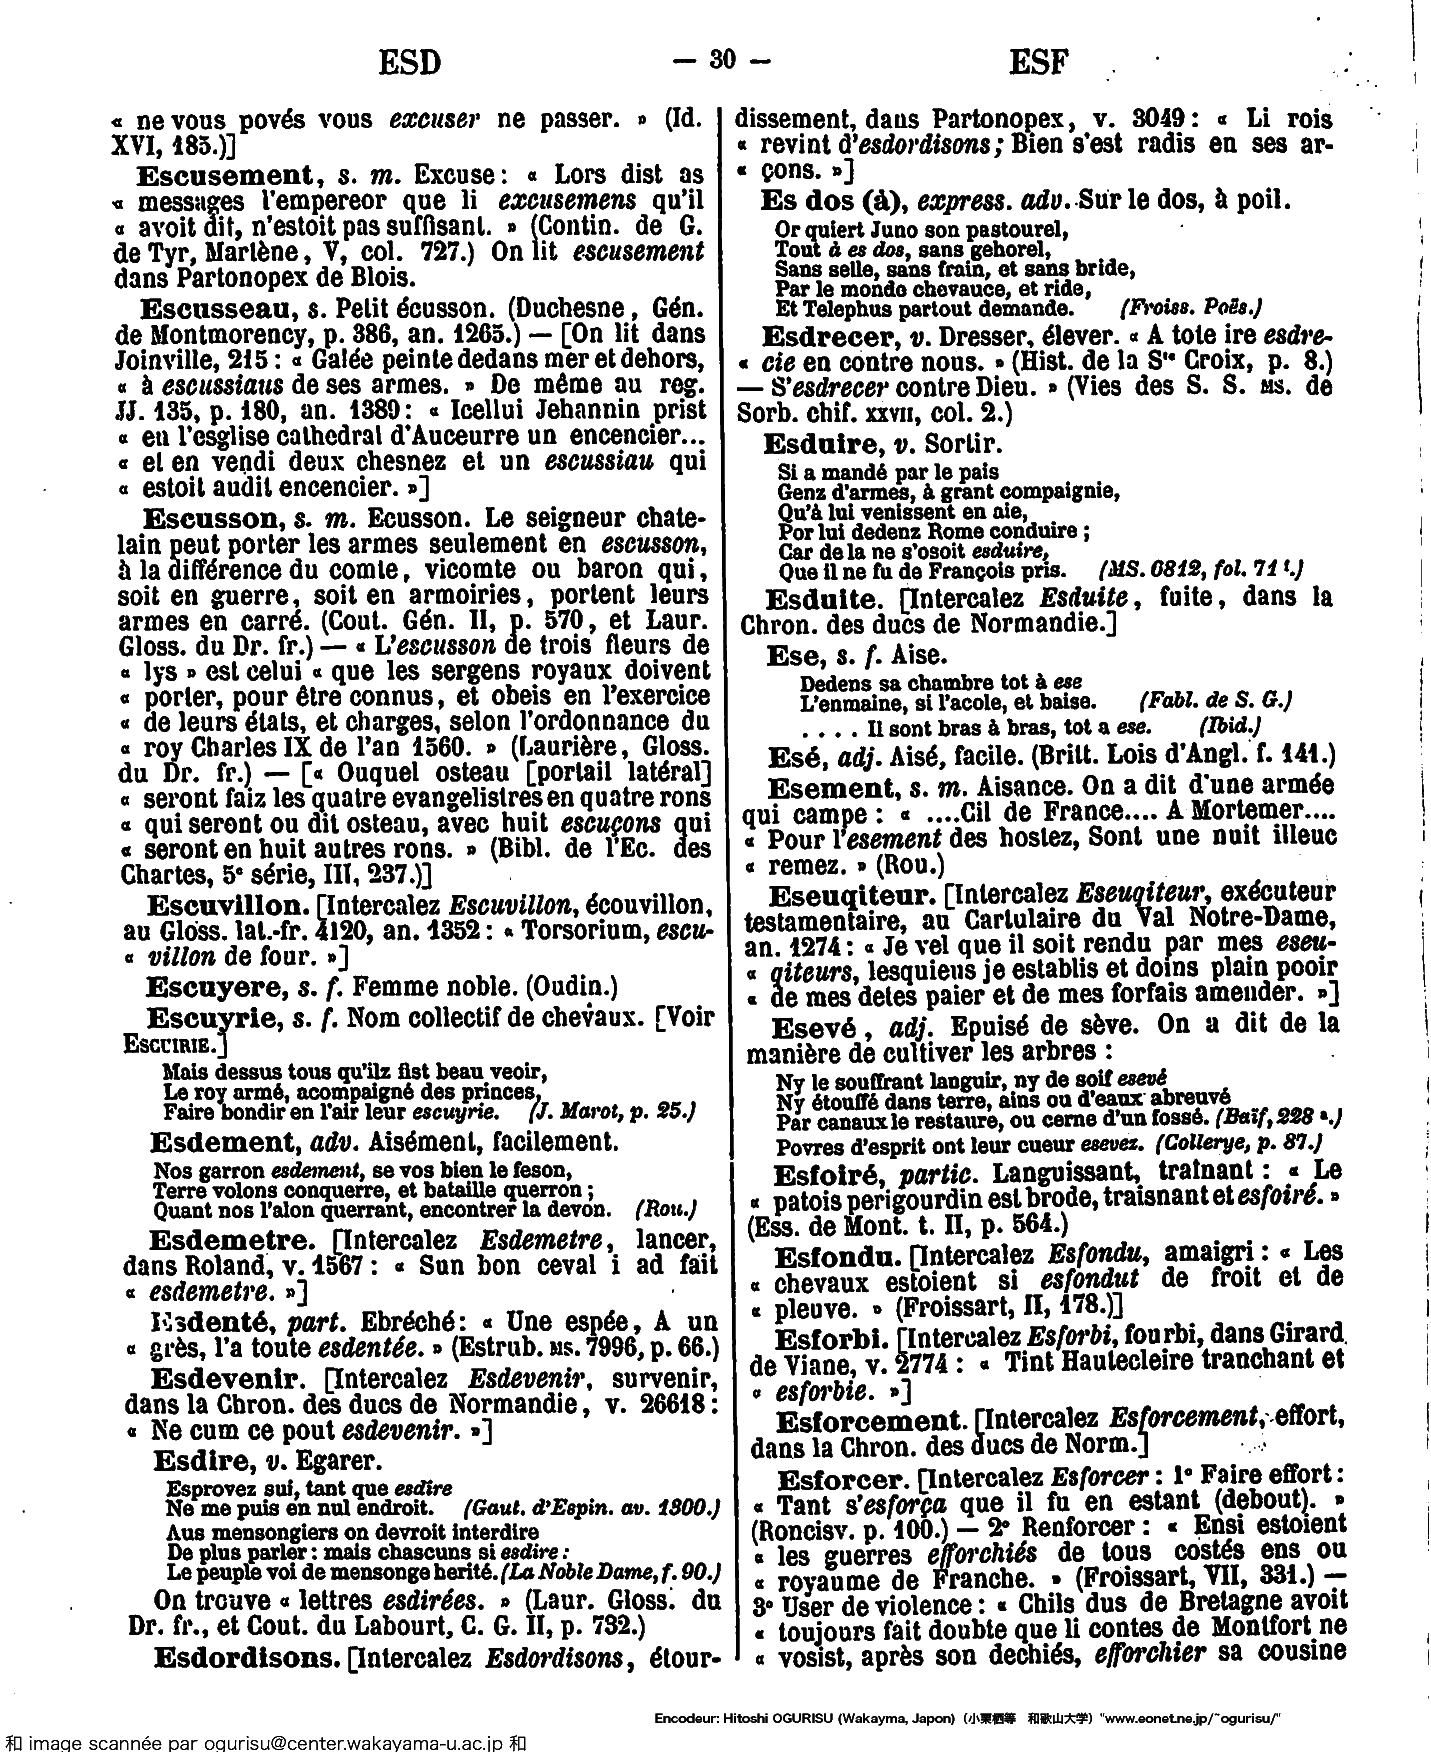 ESD — 30 — ESF
« ne vous povés vous excuser ne passer. » (Id.
XVI, 185.)]
Escusement, s. m. Excuse : « Lors dist as
« messages l'empereor que li excusemens qu'il
« avoit dit, n'estoit pas suffisant. » (Contin. de G.
de Tyr, Martène, V, col. 727.) On lit escusement
dans Partonopex de Blois.
Escusseau, s. Petit écusson. (Duchesne, Gén.
de Montmorency, p. 386, an. 1265.) — [On lit dans
Joinville, 215 : « Galée peinte dedans mer et dehors,
« à escussiaus de ses armes. » De même au reg.
JJ. 135, p. 180, an. 1389 : « Icellui Jehannin prist
« en l'esglise cathedral d'Auceurre un encencier...
« et en vendi deux chesnez et un escussiau qui
« estoit audit encencier. »]
Escusson, s. m. Ecusson. Le seigneur chate-
lain peut porter les armes seulement en escusson,
à la différence du comte, vicomte ou baron qui,
soit en guerre, soit en armoiries, portent leurs
armes en carré. (Cout. Gén. II, p. 570, et Laur.
Gloss. du Dr. fr.) — « L'escusson de trois fleurs de
« lys » est celui « que les sergens royaux doivent
« porter, pour être connus, et obeis en l'exercice
« de leurs états, et charges, selon l'ordonnance du
« roy Charles IX de l'an 1560. » (Laurière, Gloss.
du Dr. fr.) — [« Ouquel osteau [portail latéral]
« seront faiz les quatre evangelistres en quatre rons
« qui seront ou dit osteau, avec huit escuçons qui
« seront en huit autres rons. » (Bibl. de l'Ec. des
Chartes, 5e série, III, 237.)]
Escuvillon. [Intercalez Escuvillon, écouvillon,
au Gloss. lat.-fr. 4120, an. 1352 : « Torsorium, escu-
« villon de four. »]
Escuyere, s. f. Femme noble. (Oudin.)
Escuyrie, s. f. Nom collectif de chevaux. [Voir
ESCUIRIE.]
Mais dessus tous qu'ilz fist beau veoir,
Le roy armé, acompaigné des princes,
Faire bondir en l'air leur escuyrie. (J. Marot, p. 25.)
Esdement, adv. Aisément, facilement.
Nos garron esdement, se vos bien le feson,
Terre volons conquerre, et bataille querron ;
Quant nos l'alon querrant, encontrer la devon. (Rou.)
Esdemetre. [Intercalez Esdemetre, lancer,
dans Roland, v. 1567 : « Sun bon ceval i ad fait
« esdemetre. »]
Esdenté, part. Ebréché : « Une espée, A un
« grès, l'a toute esdentée. » (Estrub. MS. 7996, p. 66.)
Esdevenir. [Intercalez Esdevenir, survenir,
dans la Chron. des ducs de Normandie, v. 26618 :
« Ne cum ce pout esdevenir. »]
Esdire, v. Egarer.
Esprovez sui, tant que esdire
Ne me puis en nul endroit. (Gaut. d'Espin. av. 1300.)
Aus mensongiers on devroit interdire
De plus parler : mais chascuns si esdire :
Le peuple voi de mensonge herité. (La Noble Dame, f. 90.)
On trouve « lettres esdirées. » (Laur. Gloss. du
Dr. fr., et Cout. du Labourt, C. G. II, p. 732.)
Esdordisons. [Intercalez Esdordisons, étour-
dissement, dans Partonopex, v. 3049 : « Li rois
« revint d'esdordisons; Bien s'est radis en ses ar-
« çons. »]
Es dos (à), express. adv. Sur le dos, à poil.
Or quiert Juno son pastourel,
Tout à es dos, sans gehorel,
Sans selle, sans frain, et sans bride,
Par le monde chevauce, et ride,
Et Telephus partout demande. (Froiss. Poës.)
Esdrecer, v. Dresser, élever. « A tote ire esdre-
« cie en contre nous. » (Hist. de la Ste Croix, p. 8.)
— S'esdrecer contre Dieu. » (Vies des S. S. MS. de
Sorb. chif. XXVII, col. 2.)
Esduire, v. Sortir.
Si a mandé par le pais
Genz d'armes, à grant compaignie,
Qu'à lui venissent en aie,
Por lui dedenz Rome conduire ;
Car de la ne s'osoit esduire,
Que il ne fu de François pris. (MS. 6812, fol. 71 t.)
Esduite. [Intercalez Esduite, fuite, dans la
Chron. des ducs de Normandie.]
Ese, s. f. Aise.
Dedens sa chambre tot à ese
L'enmaine, si l'acole, et baise. (Fabl. de S. G.)
. . . . Il sont bras à bras, tot a ese. (Ibid.)
Esé, adj. Aisé, facile. (Britt. Lois d'Angl. f. 141.)
Esement, s. m. Aisance. On a dit d'une armée
qui campe : « ....Cil de France.... A Mortemer....
« Pour l'esement des hostez, Sont une nuit illeuc
« remez. » (Rou.)
Eseuqiteur. [Intercalez Eseuqiteur, exécuteur
testamentaire, au Cartulaire du Val Notre-Dame,
an. 1274 : « Je vel que il soit rendu par mes eseu-
« qiteurs, lesquieus je establis et doins plain pooir
« de mes detes paier et de mes forfais amender. »]
Esevé, adj. Epuisé de sève. On a dit de la
manière de cultiver les arbres :
Ny le souffrant languir, ny de soif esevé
Ny étouffé dans terre, ains ou d'eaux abreuvé
Par canaux le restaure, ou cerne d'un fossé. (Baïf, 228 a.)
Povres d'esprit ont leur cueur esevez. (Collerye, p. 87.)
Esfoiré, partic. Languissant, traînant : « Le
« patois perigourdin est brode, traisnant et esfoiré. »
(Ess. de Mont. t. II, p. 564.)
Esfondu. [Intercalez Esfondu, amaigri : « Les
« chevaux estoient si esfondut de froit et de
« pleuve. » (Froissart, II, 178.)]
Esforbi. [Intercalez Esforbi, fourbi, dans Girard
de Viane, v. 2774 : « Tint Hautecleire tranchant et
« esforbie. »]
Esforcement. [Intercalez Esforcement, effort,
dans la Chron. des ducs de Norm.]
Esforcer. [Intercalez Esforcer : 1° Faire effort :
« Tant s'esforça que il fu en estant (debout). »
(Roncisv. p. 100.) — 2° Renforcer : « Ensi estoient
« les guerres efforchiés de tous costés ens ou
« royaume de Franche. » (Froissart, VII, 331.) —
3° User de violence : « Chils dus de Bretagne avoit
« toujours fait doubte que li contes de Montfort ne
« vosist, après son dechiés, efforchier sa cousine
Encodeur: Hitoshi OGURISU (Wakayma, Japon) (小栗栖等 和歌山大学) "www.eonet.ne.jp/~ogurisu/"
和 image scannée par ogurisu@center.wakayama-u.ac.jp 和